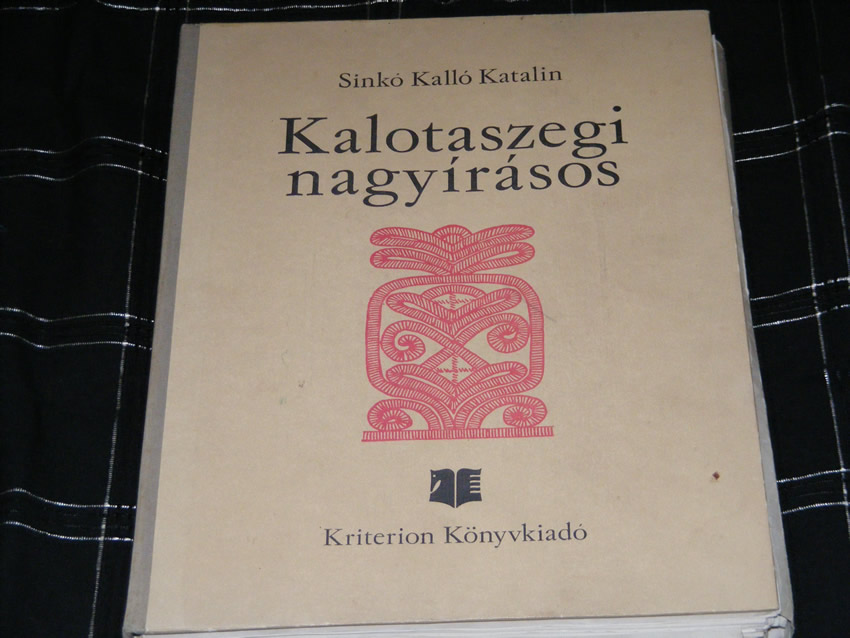 Sinkó Kalló Katalin
Kalotaszegi
nagyírásos
Kriterion Könyvkiadó